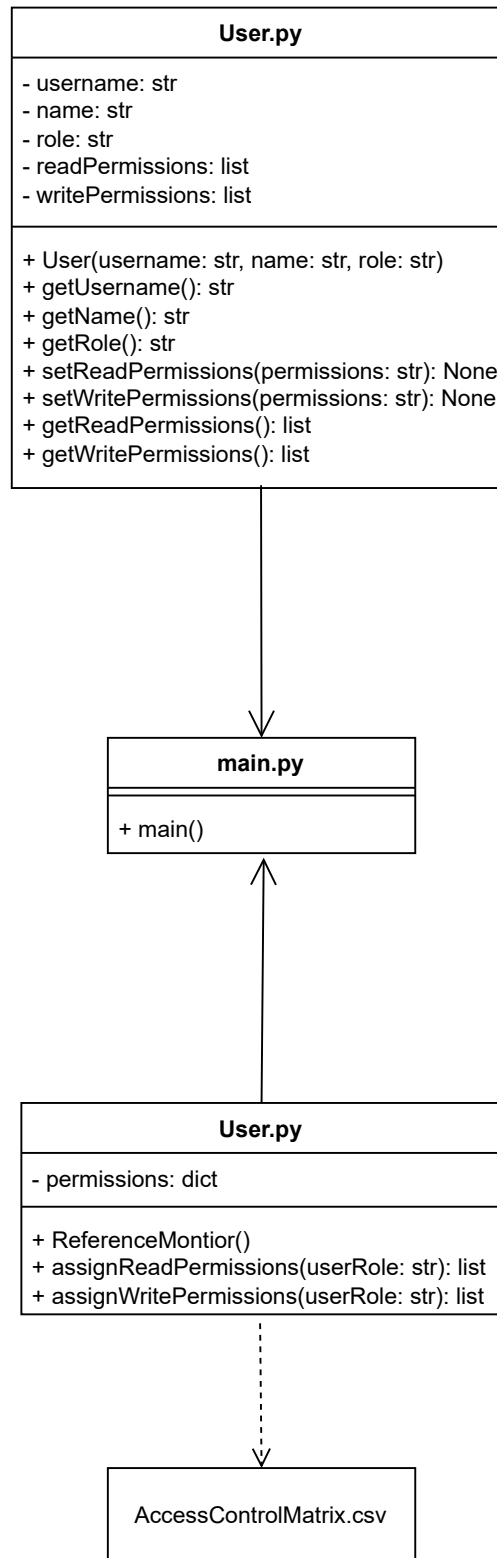 User.py
- username: str
- name: str
- role: str
- readPermissions: list
- writePermissions: list
+ User(username: str, name: str, role: str)
+ getUsername(): str
+ getName(): str
+ getRole(): str
+ setReadPermissions(permissions: str): None
+ setWritePermissions(permissions: str): None
+ getReadPermissions(): list
+ getWritePermissions(): list
main.py
+ main()
User.py
- permissions: dict
+ ReferenceMontior()
+ assignReadPermissions(userRole: str): list
+ assignWritePermissions(userRole: str): list
AccessControlMatrix.csv